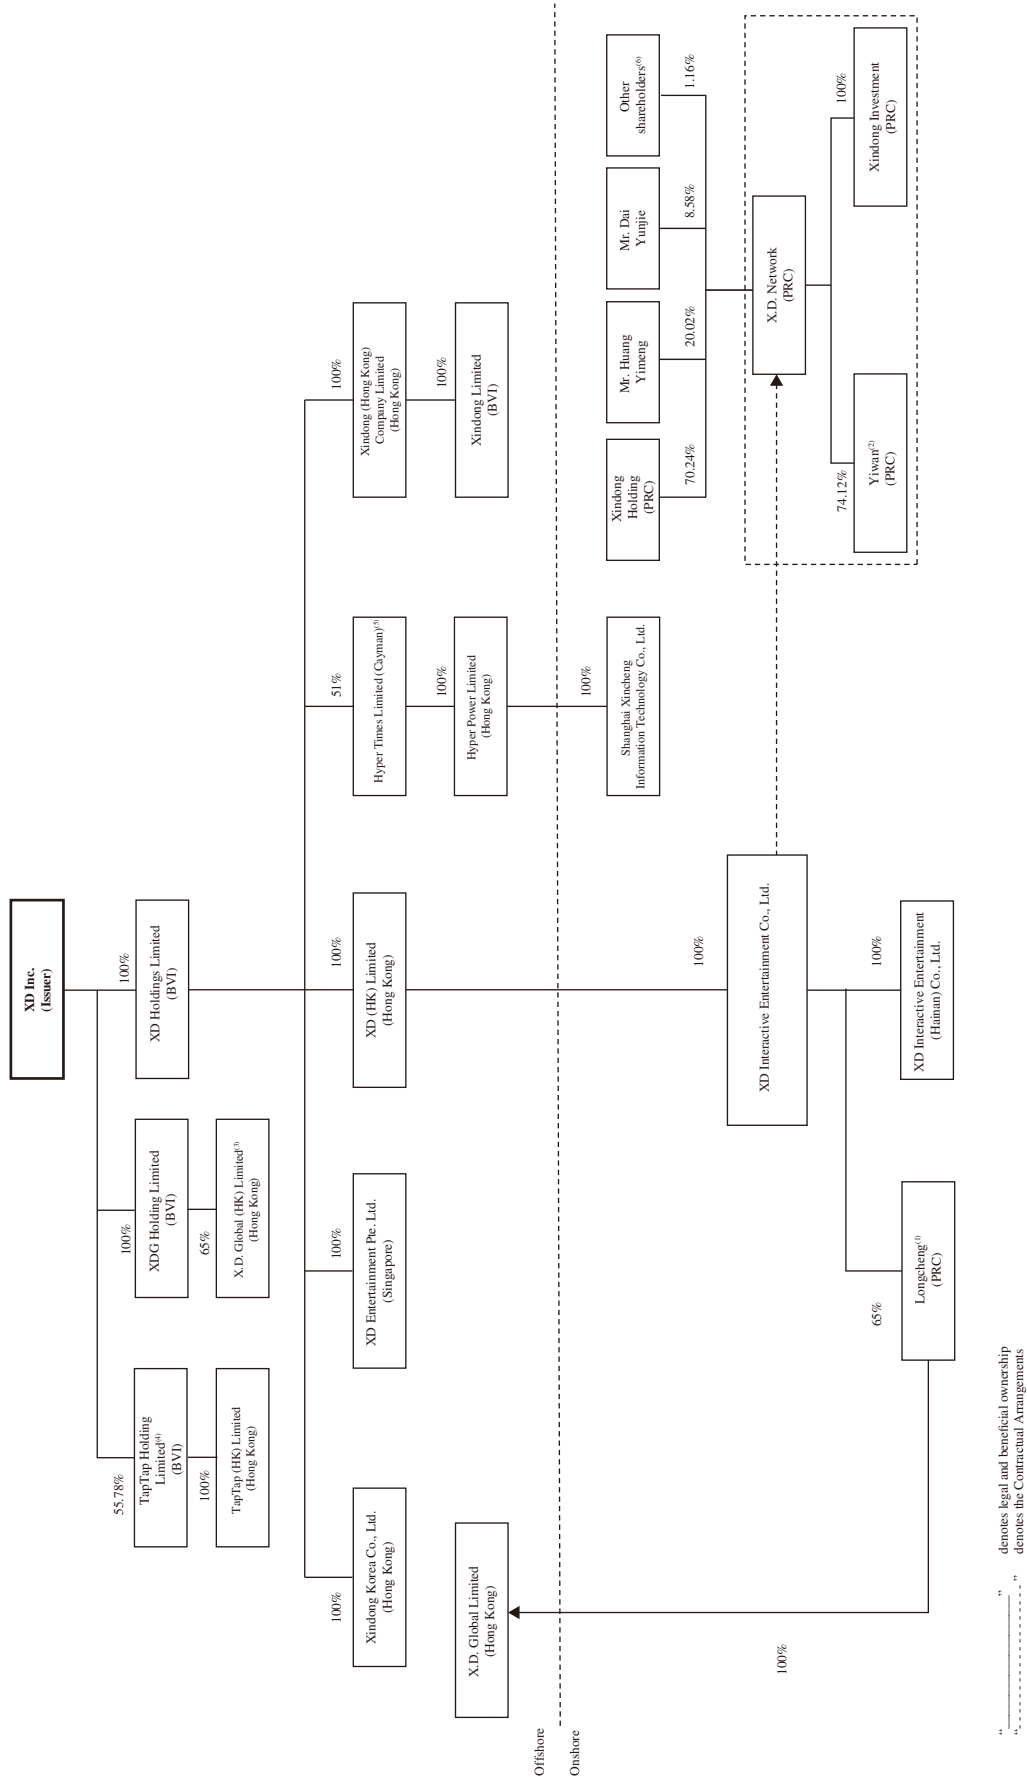 XD Inc.
(Issuer)
55.78%
100%
100%
TapTap Holding
Limited(4)
(BVI)
XDG Holding Limited
(BVI)
XD Holdings Limited
(BVI)
100%
65%
TapTap (HK) Limited
(Hong Kong)
X.D. Global (HK) Limited(3)
(Hong Kong)
100%
100%
100%
51%
100%
Xindong Korea Co., Ltd.
(Hong Kong)
XD Entertainment Pte. Ltd.
(Singapore)
XD (HK) Limited
(Hong Kong)
Hyper Times Limited (Cayman)(5)
Xindong (Hong Kong)
Company Limited
(Hong Kong)
100%
100%
X.D. Global Limited
(Hong Kong)
Hyper Power Limited
(Hong Kong)
Xindong Limited
(BVI)
Offshore
Onshore
100%
Shanghai Xincheng
Information Technology Co., Ltd.
Xindong
Holding
(PRC)
Mr. Huang
Yimeng
Mr. Dai
Yunjie
Other
shareholders(6)
70.24%
20.02%
8.58%
1.16%
100%
100%
XD Interactive Entertainment Co., Ltd.
X.D. Network
(PRC)
74.12%
100%
Yiwan(2)
(PRC)
Xindong Investment
(PRC)
65%
100%
Longcheng(1)
(PRC)
XD Interactive Entertainment
(Hainan) Co., Ltd.
“ ” denotes legal and beneficial ownership
“ ” denotes the Contractual Arrangements